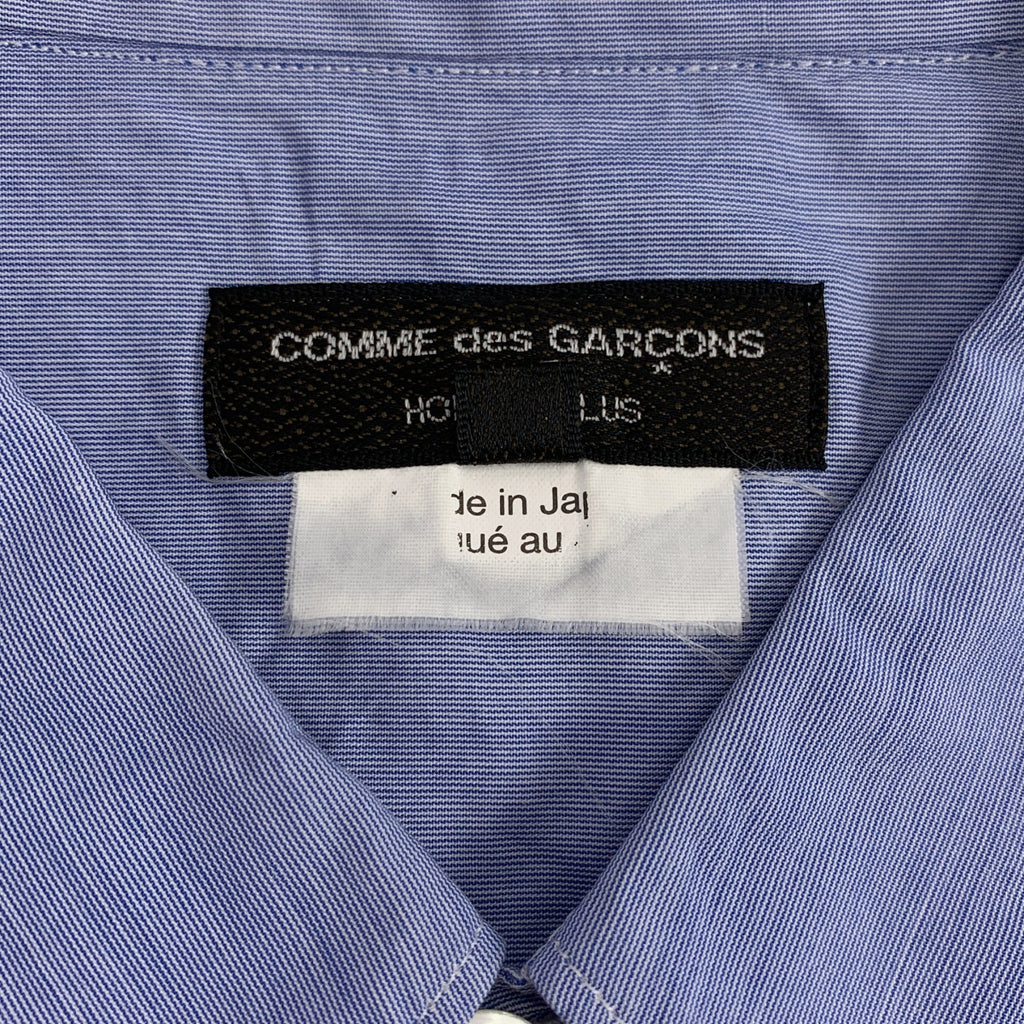 COMME des GARÇONS
HO LUS
de in Jap
ué au